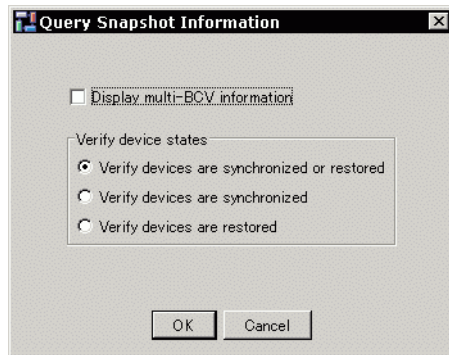 Query Snapshot Information
Display multi-BCV information
Verify device states
Verify devices are synchronized or restored
Verify devices are synchronized
Verify devices are restored
OK Cancel